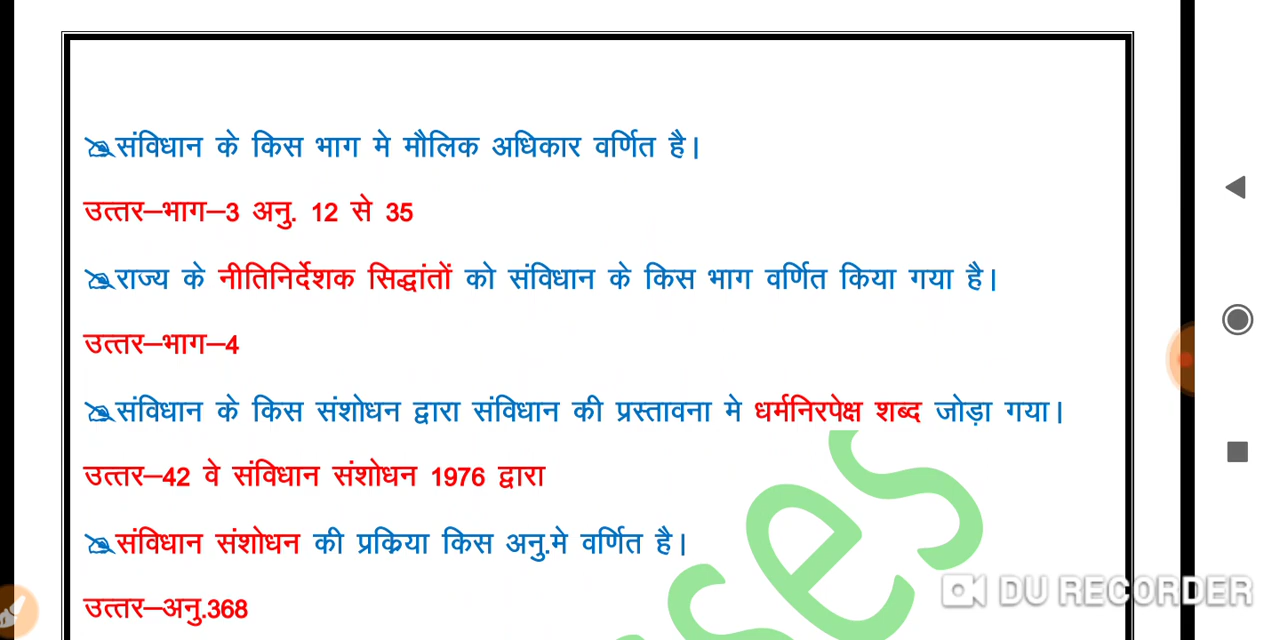 संविधान के किस भाग मे मौलिक अधिकार वर्णित है।
उत्तर–भाग–3 अनु. 12 से 35
राज्य के नीतिनिर्देशक सिद्धांतों को संविधान के किस भाग वर्णित किया गया है।
उत्तर–भाग–4
संविधान के किस संशोधन द्वारा संविधान की प्रस्तावना मे धर्मनिरपेक्ष शब्द जोड़ा गया।
उत्तर–42 वे संविधान संशोधन 1976 द्वारा
संविधान संशोधन की प्रक्रिया किस अनु.मे वर्णित है।
उत्तर–अनु.368
DU RECORDER